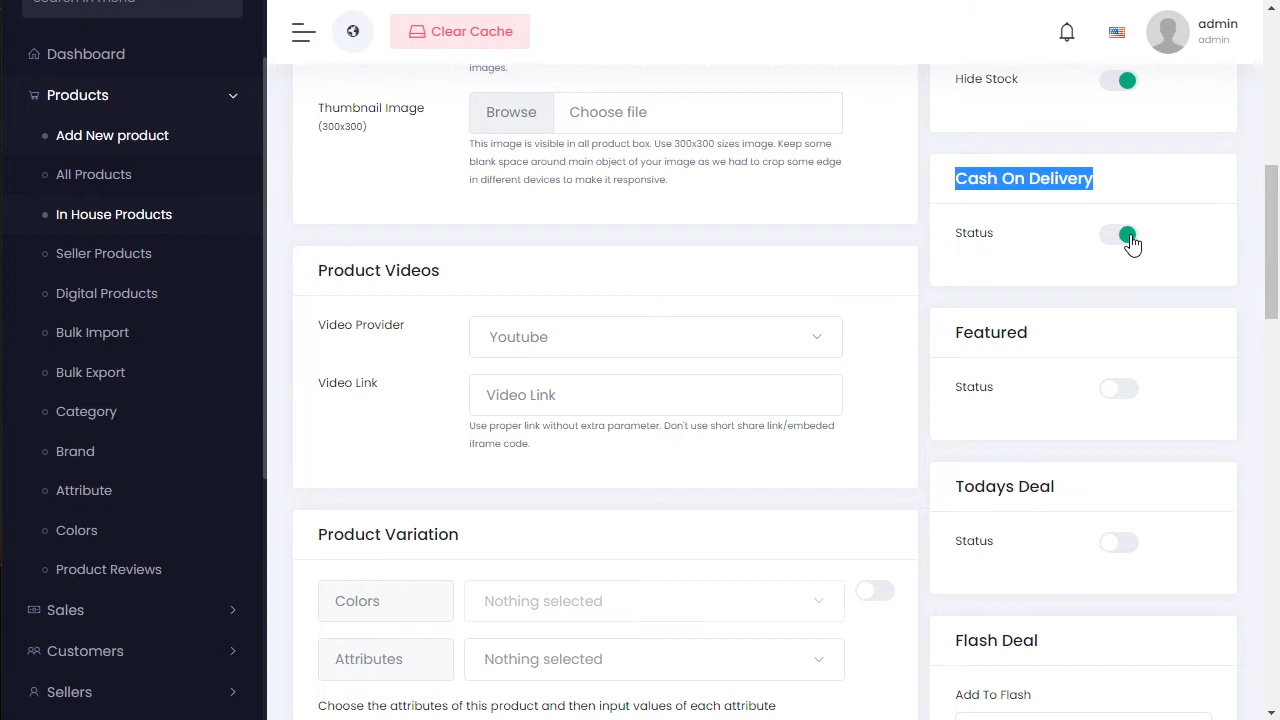 Search in menu
Dashboard
Products
Add New product
All Products
In House Products
Seller Products
Digital Products
Bulk Import
Bulk Export
Category
Brand
Attribute
Colors
Product Reviews
Sales
Customers
Sellers
Clear Cache
admin
admin
images.
Thumbnail Image
(300x300)
Browse
Choose file
This image is visible in all product box. Use 300x300 sizes image. Keep some
blank space around main object of your image as we had to crop some edge
in different devices to make it responsive.
Product Videos
Video Provider
Youtube
Video Link
Video Link
Use proper link without extra parameter. Don't use short share link/embeded
iframe code.
Product Variation
Colors
Nothing selected
Attributes
Nothing selected
Choose the attributes of this product and then input values of each attribute
Hide Stock
Cash On Delivery
Status
Featured
Status
Todays Deal
Status
Flash Deal
Add To Flash